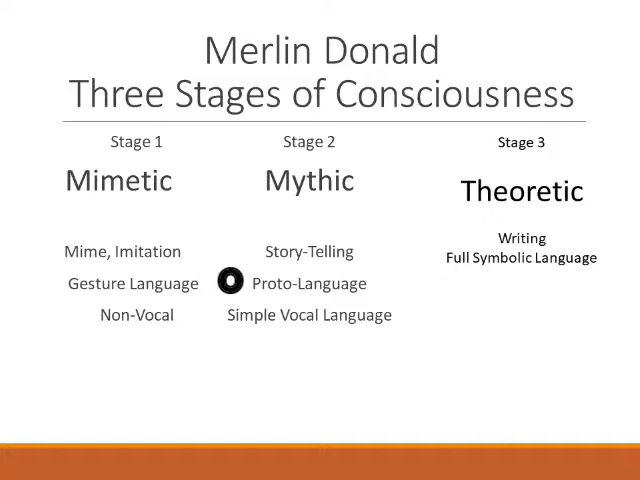 Merlin Donald
Three Stages of Consciousness
Stage 1
Mimetic
Mime, Imitation
Gesture Language
Non-Vocal
Stage 2
Mythic
Story-Telling
Proto-Language
Simple Vocal Language
Stage 3
Theoretic
Writing
Full Symbolic Language